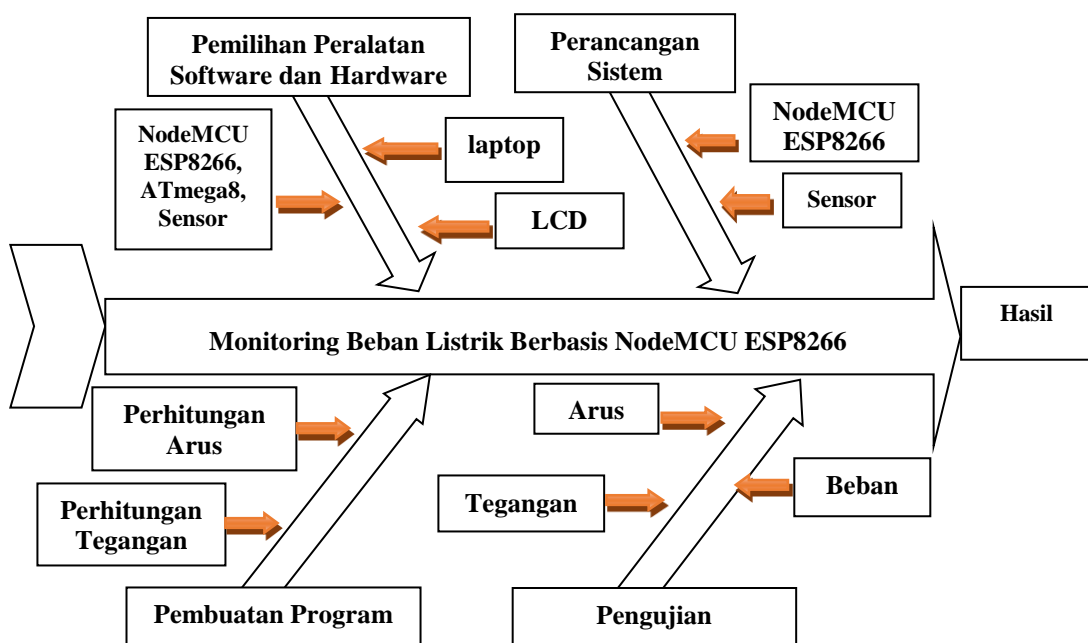 Pemilihan Peralatan
Software dan Hardware
Perancangan
Sistem
NodeMCU
ESP8266,
ATmega8,
Sensor
laptop
LCD
NodeMCU
ESP8266
Sensor
Monitoring Beban Listrik Berbasis NodeMCU ESP8266
Hasil
Perhitungan
Arus
Perhitungan
Tegangan
Pembuatan Program
Arus
Tegangan
Beban
Pengujian